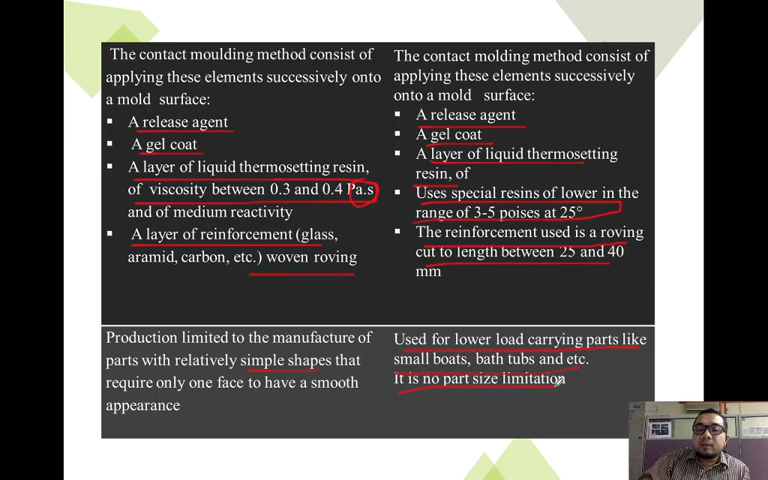 The contact moulding method consist of
applying these elements successively onto
a mold surface:
▪ A release agent
▪ A gel coat
▪ A layer of liquid thermosetting resin,
of viscosity between 0.3 and 0.4 Pa.s
and of medium reactivity
▪ A layer of reinforcement (glass,
aramid, carbon, etc.) woven roving
The contact molding method consist of
applying these elements successively
onto a mold surface:
▪ A release agent
▪ A gel coat
▪ A layer of liquid thermosetting
resin, of
▪ Uses special resins of lower in the
range of 3-5 poises at 25°
▪ The reinforcement used is a roving
cut to length between 25 and 40
mm
Production limited to the manufacture of
parts with relatively simple shapes that
require only one face to have a smooth
appearance
Used for lower load carrying parts like
small boats, bath tubs and etc.
It is no part size limitation